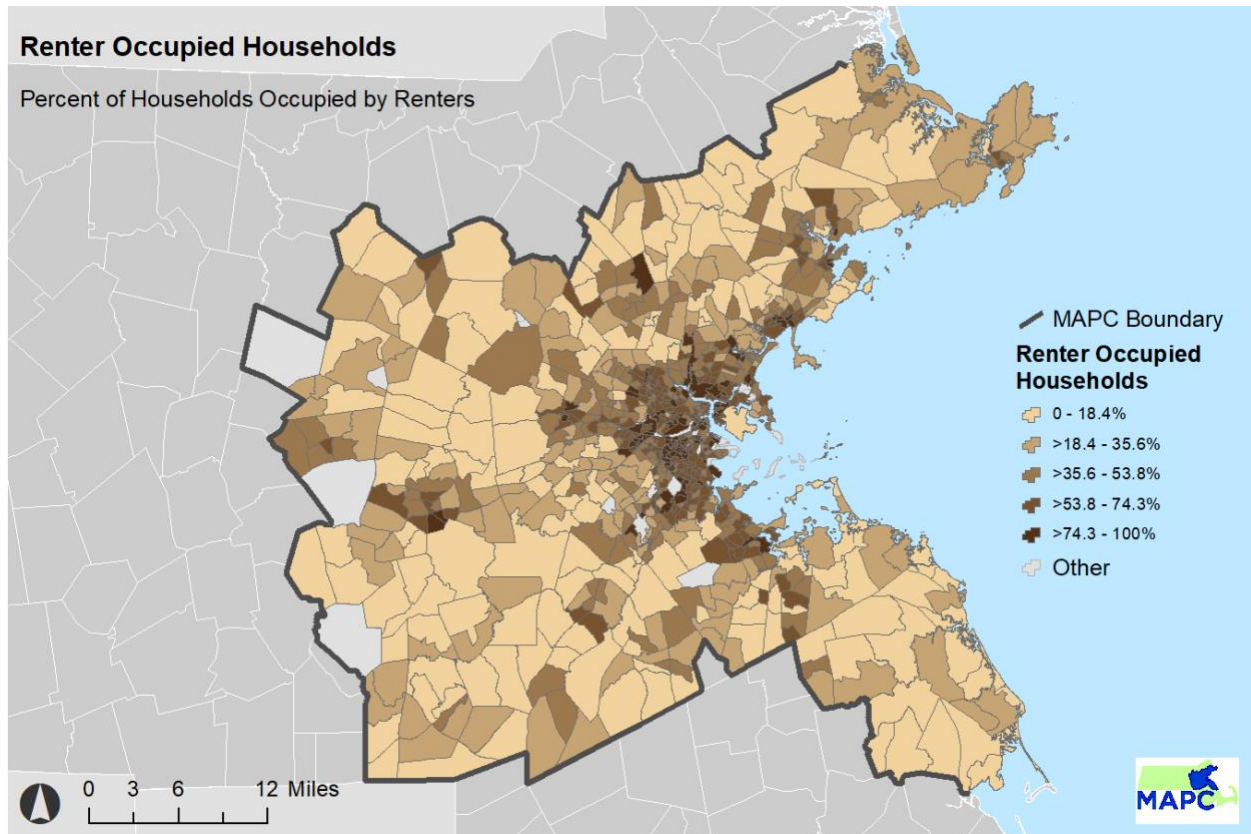 Renter Occupied Households
Percent of Households Occupied by Renters
MAPC Boundary
Renter Occupied
Households
0 - 18.4%
>18.4 - 35.6%
>35.6 - 53.8%
>53.8 - 74.3%
>74.3 - 100%
Other
0 3 6 12 Miles
MAPC